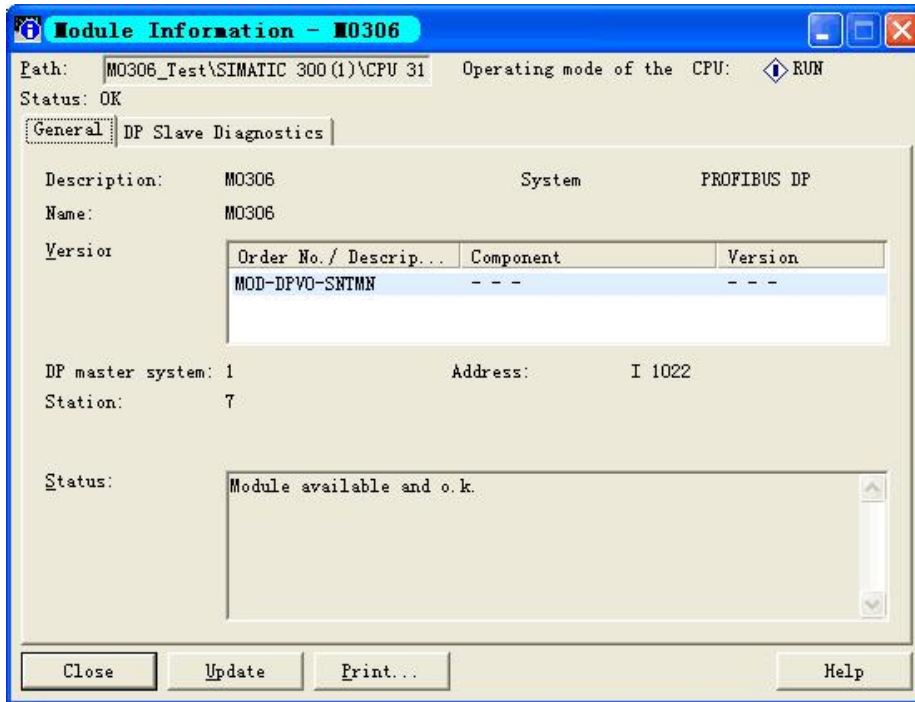 Module Information - M0306
Path: M0306_Test\SIMATIC 300(1)\CPU 31 Operating mode of the CPU: RUN
Status: OK
General DP Slave Diagnostics
Description: M0306 System PROFIBUS DP
Name: M0306
Version
Order No./ Descrip... Component Version
MOD-DPV0-SNTMN - - - - - -
DP master system: 1 Address: I 1022
Station: 7
Status: Module available and o.k.
Close Update Print... Help